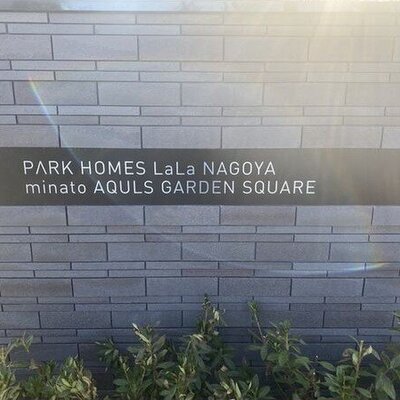 PARK HOMES LaLa NAGOYA
minato AQULS GARDEN SQUARE